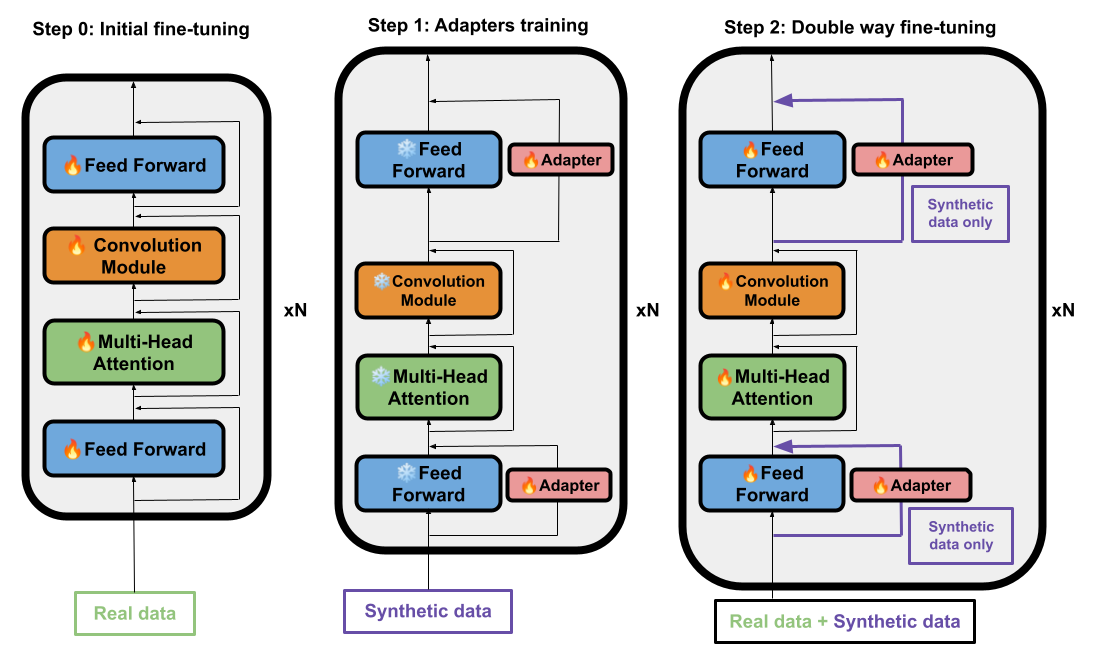 Step 0: Initial fine-tuning
🔥Feed Forward
🔥 Convolution
Module
🔥Multi-Head
Attention
🔥Feed Forward
xN
Real data
Step 1: Adapters training
❄️Feed
Forward
🔥Adapter
❄️Convolution
Module
❄️Multi-Head
Attention
❄️Feed
Forward
🔥Adapter
xN
Synthetic data
Step 2: Double way fine-tuning
🔥Feed
Forward
🔥Adapter
Synthetic
data only
🔥Convolution
Module
🔥Multi-Head
Attention
🔥Feed
Forward
🔥Adapter
Synthetic
data only
xN
Real data + Synthetic data